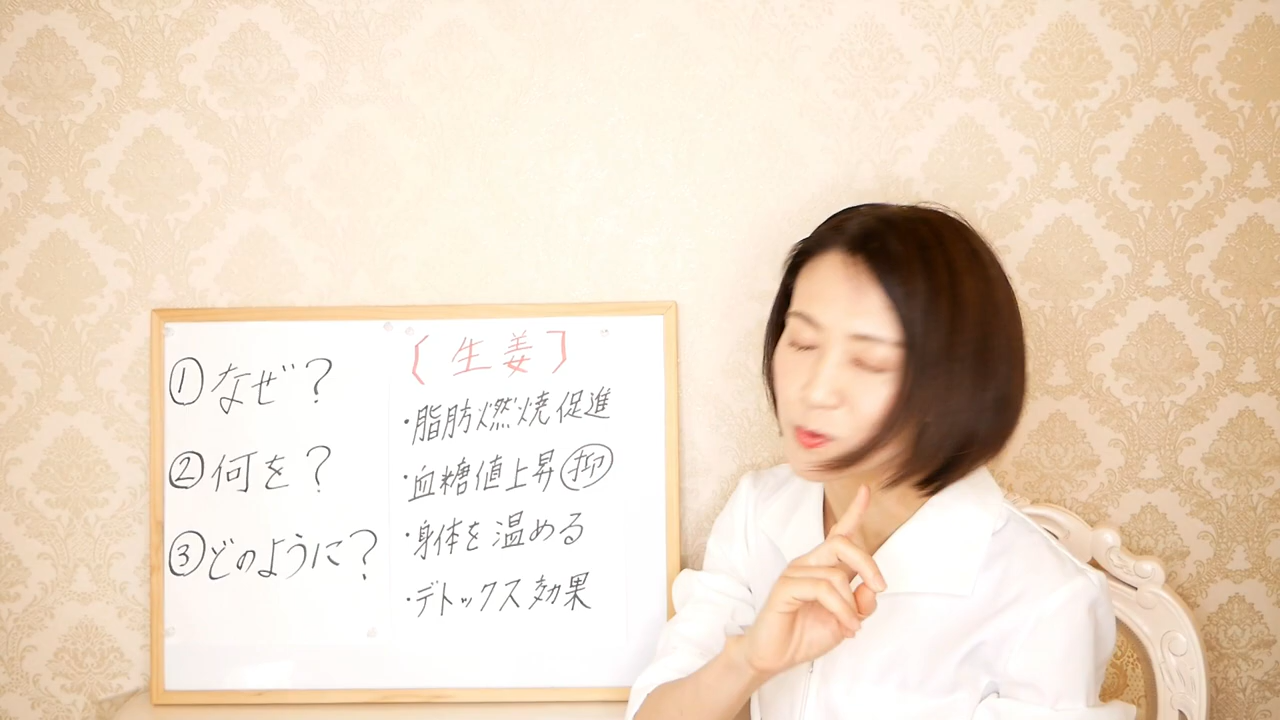 ①なぜ?
②何を?
③どのように?
〔生姜〕
・脂肪燃焼促進
・血糖値上昇㊥抑
・身体を温める
・デトックス効果